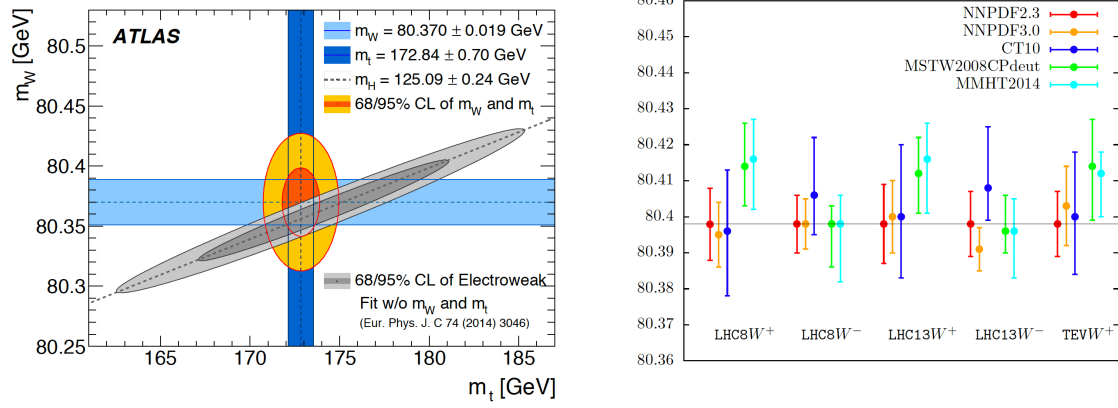 ATLAS
m_W = 80.370 ± 0.019 GeV
m_t = 172.84 ± 0.70 GeV
m_H = 125.09 ± 0.24 GeV
68/95% CL of m_W and m_t
68/95% CL of Electroweak
Fit w/o m_W and m_t
(Eur. Phys. J. C 74 (2014) 3046)
m_W [GeV]
80.5
80.45
80.4
80.35
80.3
80.25
165 170 175 180 185
m_t [GeV]
80.46
80.45
80.44
80.43
80.42
80.41
80.4
80.39
80.38
80.37
80.36
NNPDF2.3
NNPDF3.0
CT10
MSTW2008CPdeut
MMHT2014
LHC8W+ LHC8W− LHC13W+ LHC13W− TEVW+